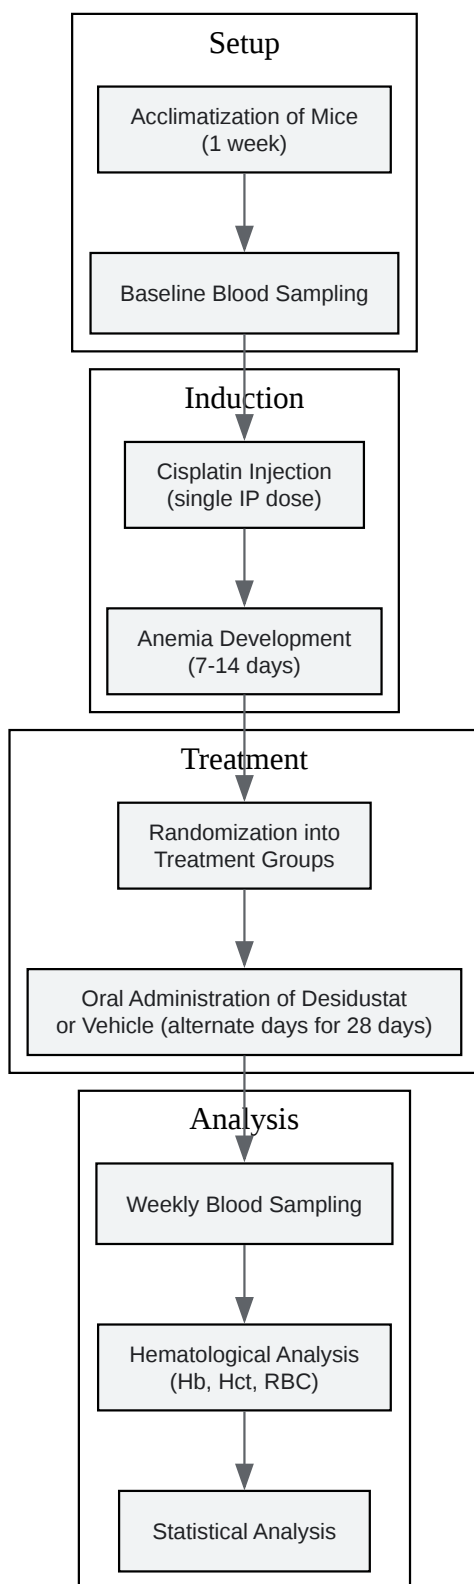 Setup
Acclimatization of Mice
(1 week)
Baseline Blood Sampling
Induction
Cisplatin Injection
(single IP dose)
Anemia Development
(7-14 days)
Treatment
Randomization into
Treatment Groups
Oral Administration of Desidustat
or Vehicle (alternate days for 28 days)
Analysis
Weekly Blood Sampling
Hematological Analysis
(Hb, Hct, RBC)
Statistical Analysis